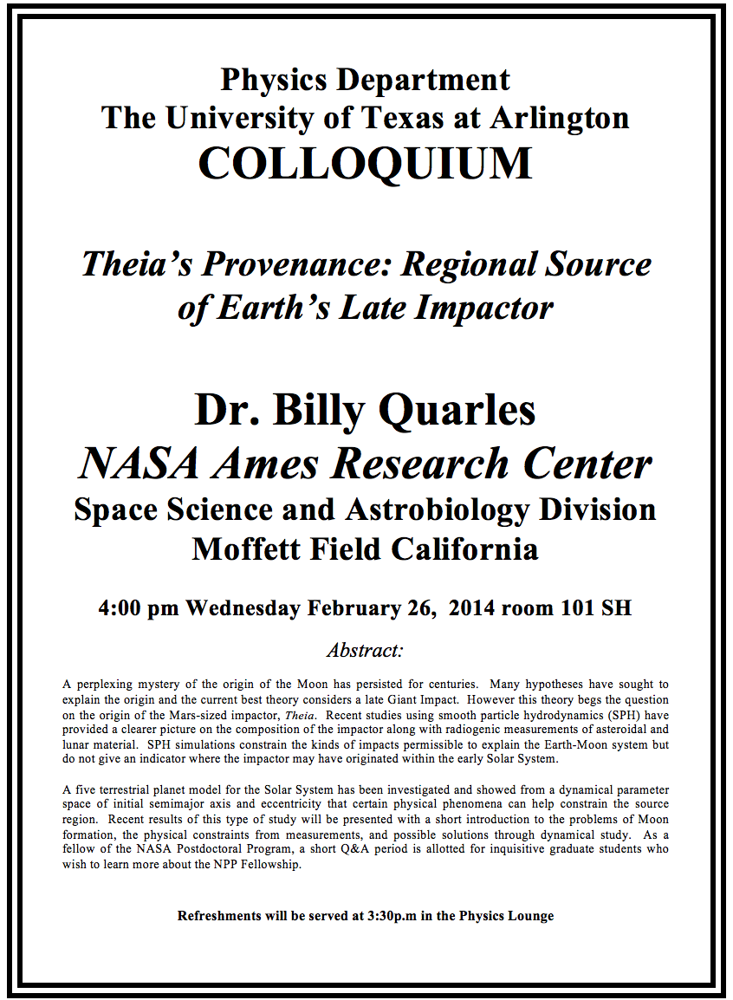 Physics Department
The University of Texas at Arlington
COLLOQUIUM
Theia’s Provenance: Regional Source
of Earth’s Late Impactor
Dr. Billy Quarles
NASA Ames Research Center
Space Science and Astrobiology Division
Moffett Field California
4:00 pm Wednesday February 26,  2014 room 101 SH
Abstract:
A perplexing mystery of the origin of the Moon has persisted for centuries.  Many hypotheses have sought to
explain the origin and the current best theory considers a late Giant Impact.  However this theory begs the question
on the origin of the Mars-sized impactor, Theia.  Recent studies using smooth particle hydrodynamics (SPH) have
provided a clearer picture on the composition of the impactor along with radiogenic measurements of asteroidal and
lunar material.  SPH simulations constrain the kinds of impacts permissible to explain the Earth-Moon system but
do not give an indicator where the impactor may have originated within the early Solar System.
A five terrestrial planet model for the Solar System has been investigated and showed from a dynamical parameter
space of initial semimajor axis and eccentricity that certain physical phenomena can help constrain the source
region.  Recent results of this type of study will be presented with a short introduction to the problems of Moon
formation, the physical constraints from measurements, and possible solutions through dynamical study.  As a
fellow of the NASA Postdoctoral Program, a short Q&A period is allotted for inquisitive graduate students who
wish to learn more about the NPP Fellowship.
Refreshments will be served at 3:30p.m in the Physics Lounge